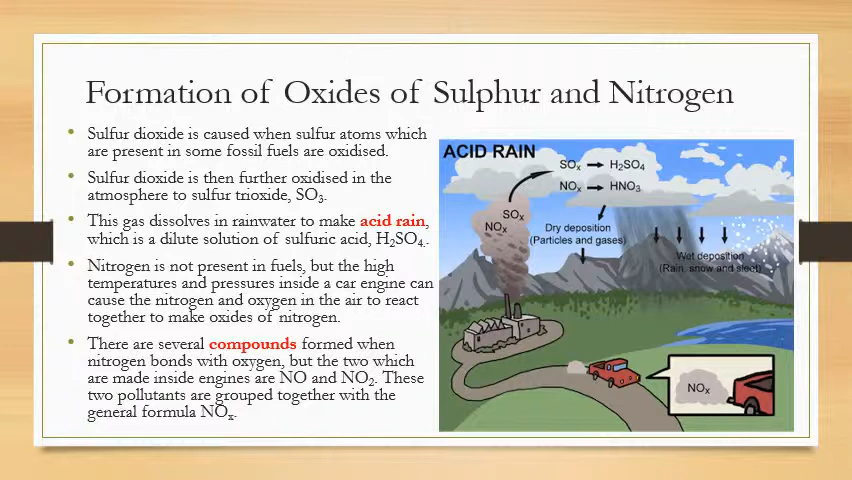 Formation of Oxides of Sulphur and Nitrogen
• Sulfur dioxide is caused when sulfur atoms which
are present in some fossil fuels are oxidised.
• Sulfur dioxide is then further oxidised in the
atmosphere to sulfur trioxide, SO₃.
• This gas dissolves in rainwater to make acid rain,
which is a dilute solution of sulfuric acid, H₂SO₄.
• Nitrogen is not present in fuels, but the high
temperatures and pressures inside a car engine can
cause the nitrogen and oxygen in the air to react
together to make oxides of nitrogen.
• There are several compounds formed when
nitrogen bonds with oxygen, but the two which
are made inside engines are NO and NO₂. These
two pollutants are grouped together with the
general formula NOₓ.
ACID RAIN
SOₓ → H₂SO₄
NOₓ → HNO₃
SOₓ
NOₓ
Dry deposition
(Particles and gases)
Wet deposition
(Rain, snow and sleet)
NOₓ